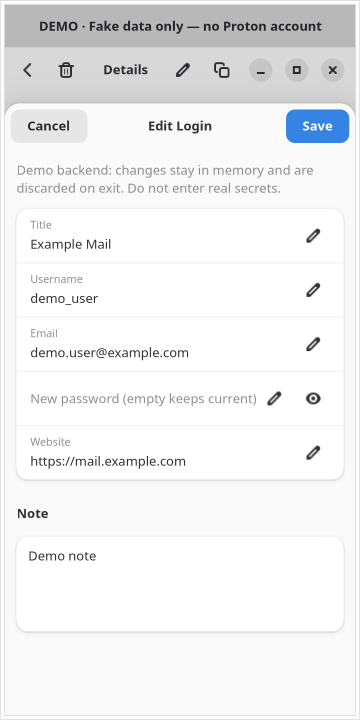 DEMO · Fake data only — no Proton account
Details
Cancel
Edit Login
Save
Demo backend: changes stay in memory and are
discarded on exit. Do not enter real secrets.
Title
Example Mail
Username
demo_user
Email
demo.user@example.com
New password (empty keeps current)
Website
https://mail.example.com
Note
Demo note